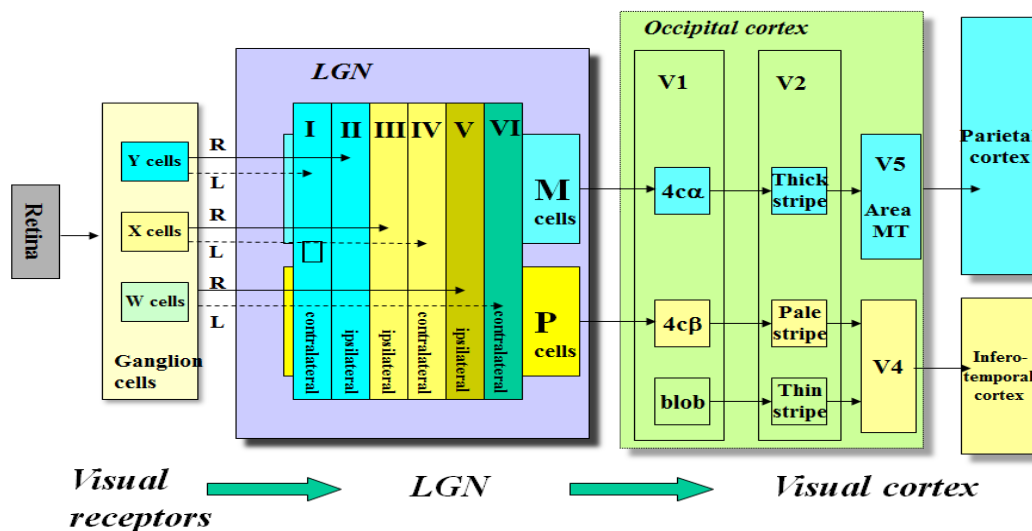 Occipital cortex
LGN
V1
V2
I
II
III
IV
V
VI
R
L
Y cells
R
L
X cells
R
L
W cells
Retina
Ganglion
cells
contralateral
ipsilateral
ipsilateral
contralateral
ipsilateral
contralateral
M
cells
P
cells
4cα
Thick
stripe
V5
Area
MT
Parietal
cortex
4cβ
Pale
stripe
V4
blob
Thin
stripe
Infero-
temporal
cortex
Visual
receptors
LGN
Visual cortex